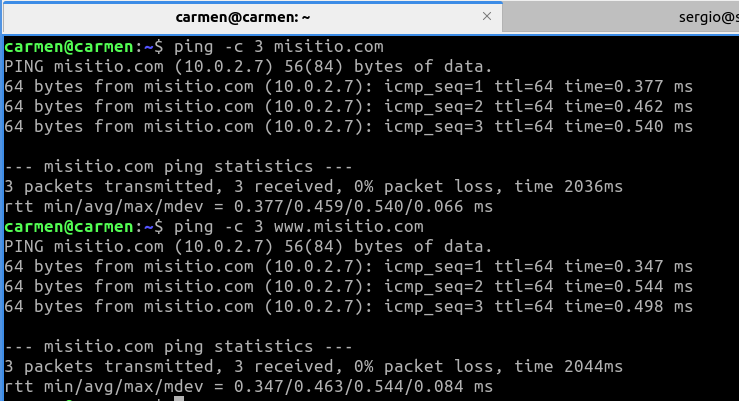 carmen@carmen: ~ × sergio@s
carmen@carmen:~$ ping -c 3 misitio.com
PING misitio.com (10.0.2.7) 56(84) bytes of data.
64 bytes from misitio.com (10.0.2.7): icmp_seq=1 ttl=64 time=0.377 ms
64 bytes from misitio.com (10.0.2.7): icmp_seq=2 ttl=64 time=0.462 ms
64 bytes from misitio.com (10.0.2.7): icmp_seq=3 ttl=64 time=0.540 ms
--- misitio.com ping statistics ---
3 packets transmitted, 3 received, 0% packet loss, time 2036ms
rtt min/avg/max/mdev = 0.377/0.459/0.540/0.066 ms
carmen@carmen:~$ ping -c 3 www.misitio.com
PING misitio.com (10.0.2.7) 56(84) bytes of data.
64 bytes from misitio.com (10.0.2.7): icmp_seq=1 ttl=64 time=0.347 ms
64 bytes from misitio.com (10.0.2.7): icmp_seq=2 ttl=64 time=0.544 ms
64 bytes from misitio.com (10.0.2.7): icmp_seq=3 ttl=64 time=0.498 ms
--- misitio.com ping statistics ---
3 packets transmitted, 3 received, 0% packet loss, time 2044ms
rtt min/avg/max/mdev = 0.347/0.463/0.544/0.084 ms